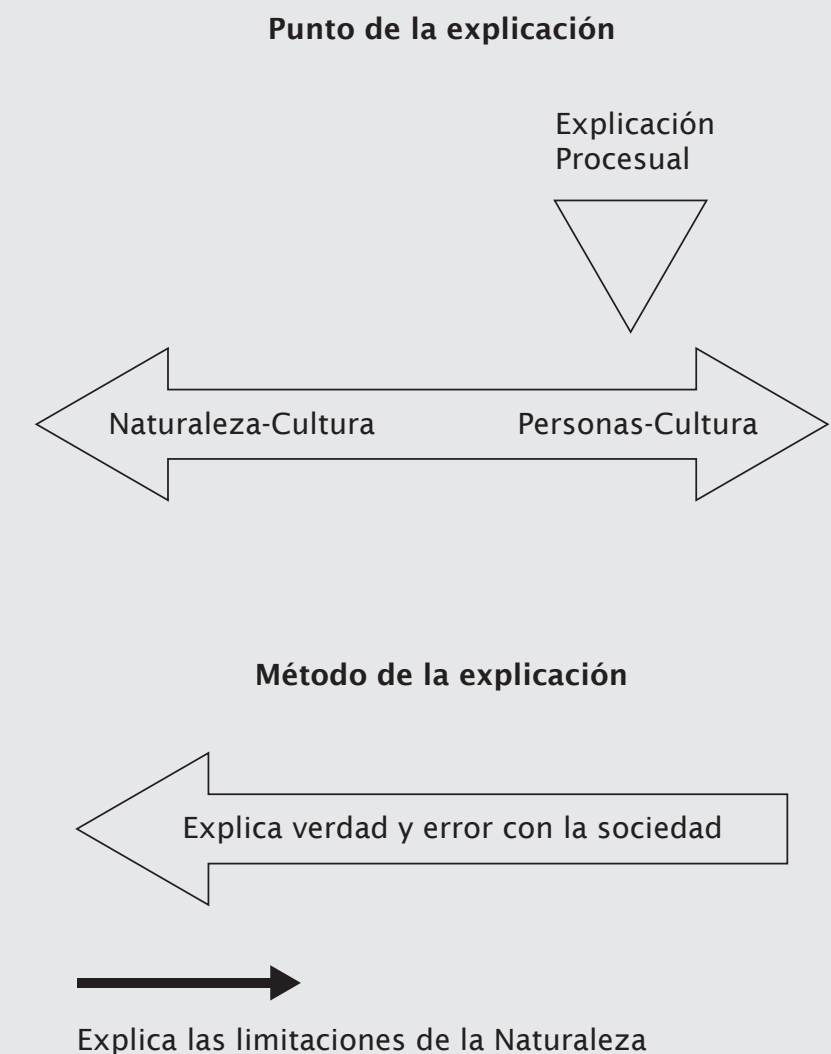 Punto de la explicación
Explicación
Procesual
Naturaleza-Cultura Personas-Cultura
Método de la explicación
Explica verdad y error con la sociedad
Explica las limitaciones de la Naturaleza